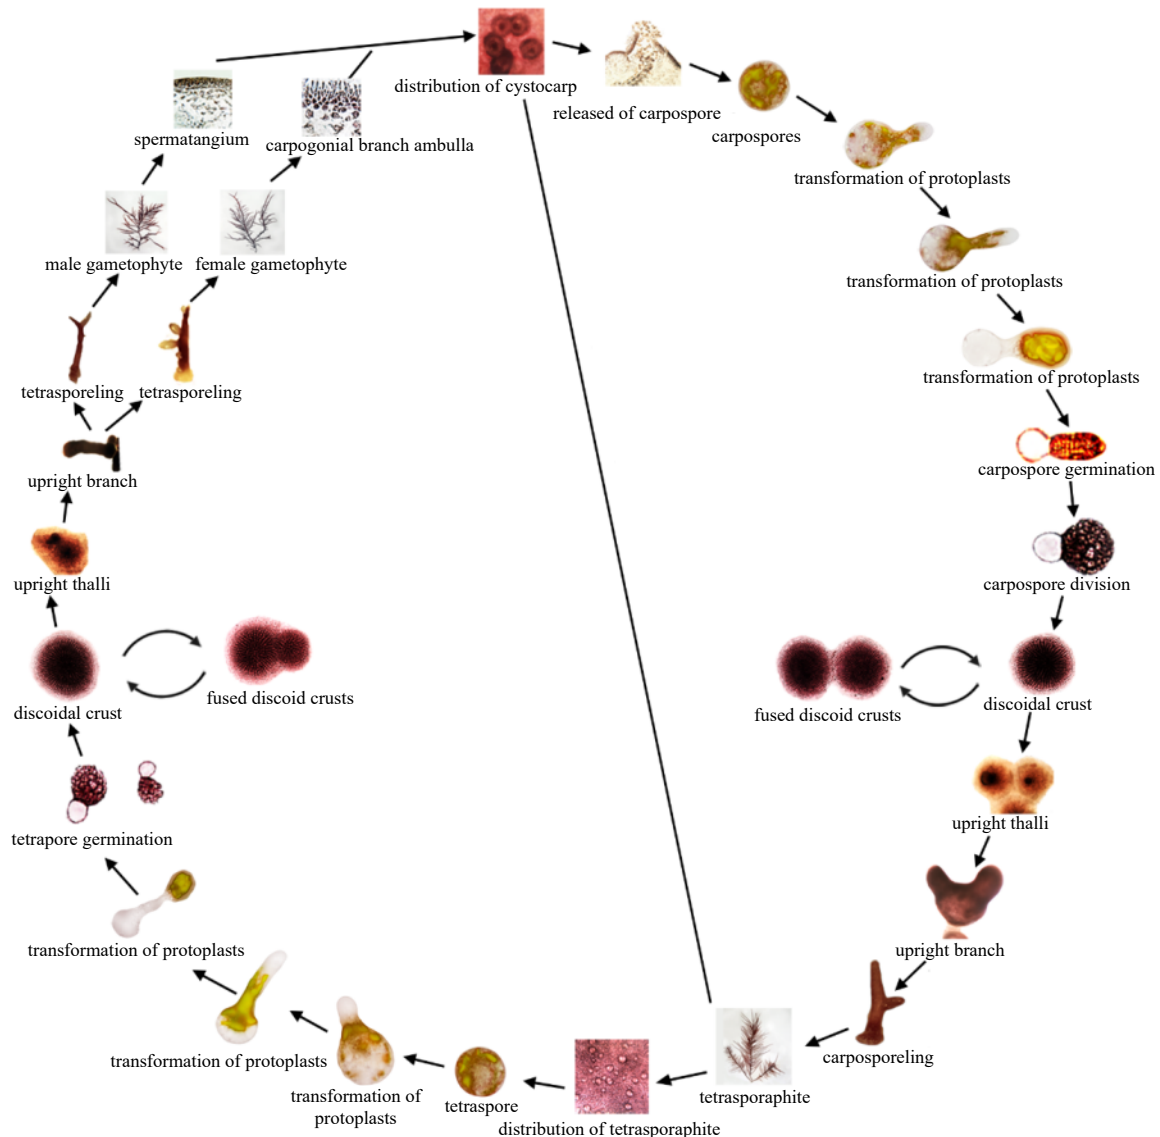 distribution of cystocarp
released of carpospore
carpospores
transformation of protoplasts
transformation of protoplasts
transformation of protoplasts
carpospore germination
carpospore division
discoidal crust
fused discoid crusts
upright thalli
upright branch
carposporeling
tetrasporaphite
distribution of tetrasporaphite
tetraspore
transformation of
protoplasts
transformation of protoplasts
transformation of protoplasts
tetrapore germination
discoidal crust
fused discoid crusts
upright thalli
upright branch
tetrasporeling
tetrasporeling
male gametophyte
female gametophyte
spermatangium
carpogonial branch ambulla